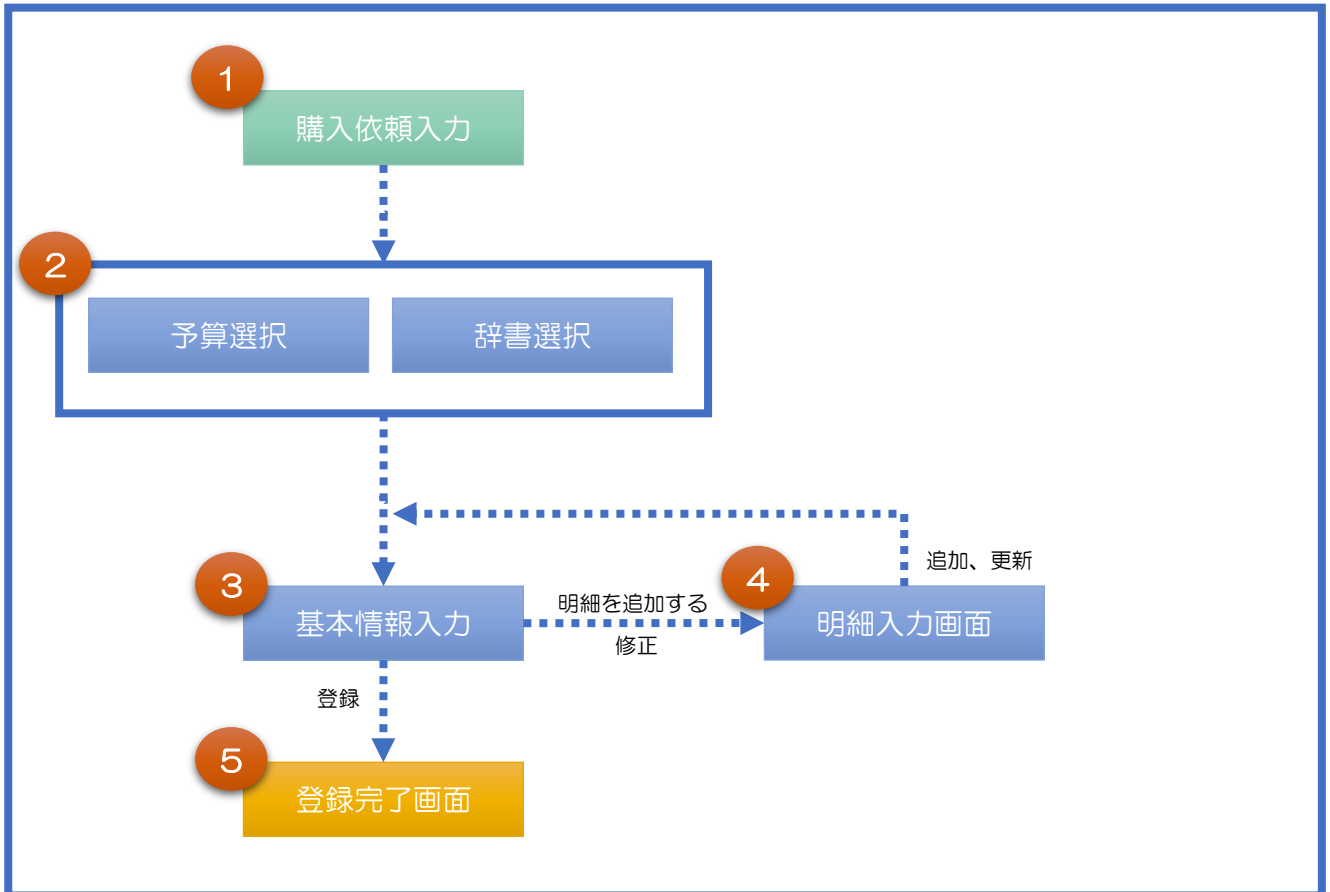 1
購入依頼入力
2
予算選択
辞書選択
追加、更新
3
基本情報入力
明細を追加する
修正
4
明細入力画面
登録
5
登録完了画面